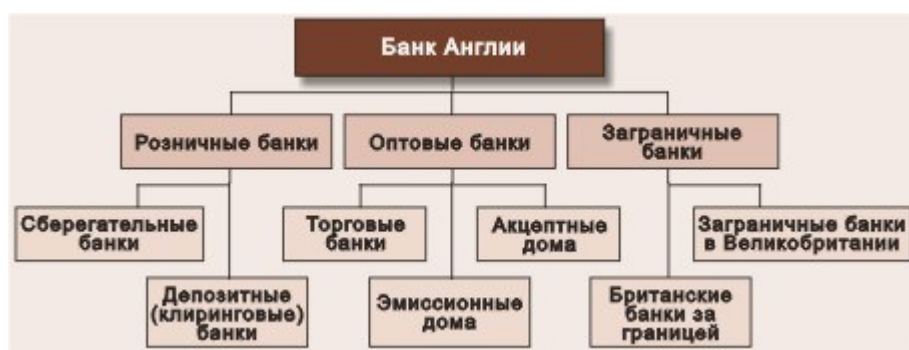 Банк Англии
Розничные банки
Оптовые банки
Заграничные
банки
Сберегательные
банки
Торговые
банки
Акцептные
дома
Заграничные банки
в Великобритании
Депозитные
(клиринговые)
банки
Эмиссионные
дома
Британские
банки за
границей